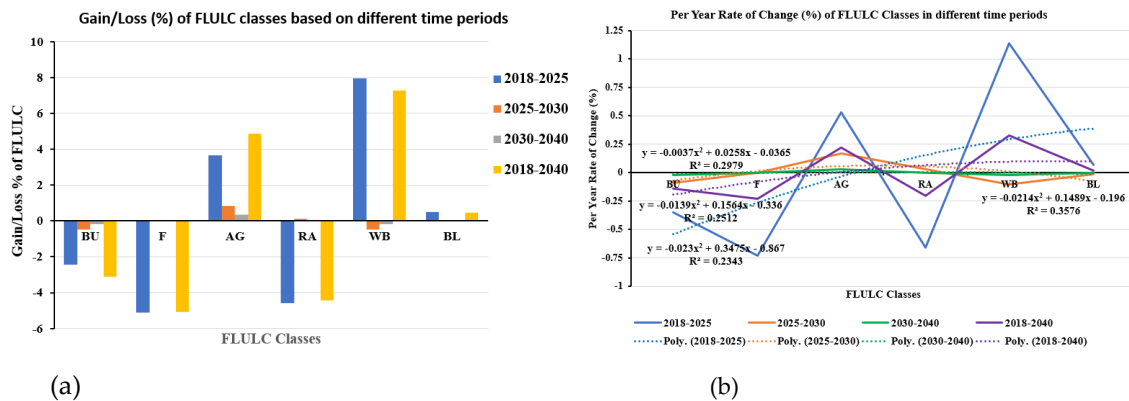 Gain/Loss (%) of FLULC classes based on different time periods
10
8
6
4
2
0
-2
-4
-6
Gain/Loss % of FLULC
BU F AG RA WB BL
FLULC Classes
2018-2025
2025-2030
2030-2040
2018-2040
(a)
Per Year Rate of Change (%) of FLULC Classes in different time periods
1.25
1
0.75
0.5
0.25
0
-0.25
-0.5
-0.75
-1
Per Year Rate of Change (%)
y = -0.0037x² + 0.0258x - 0.0365
R² = 0.2979
BU F AG RA WB BL
y = -0.0139x² + 0.1564x - 0.336
R² = 0.2512
y = -0.0214x² + 0.1489x - 0.196
R² = 0.3576
y = -0.023x² + 0.3475x - 0.867
R² = 0.2343
FLULC Classes
2018-2025 2025-2030 2030-2040 2018-2040
Poly. (2018-2025) Poly. (2025-2030) Poly. (2030-2040) Poly. (2018-2040)
(b)